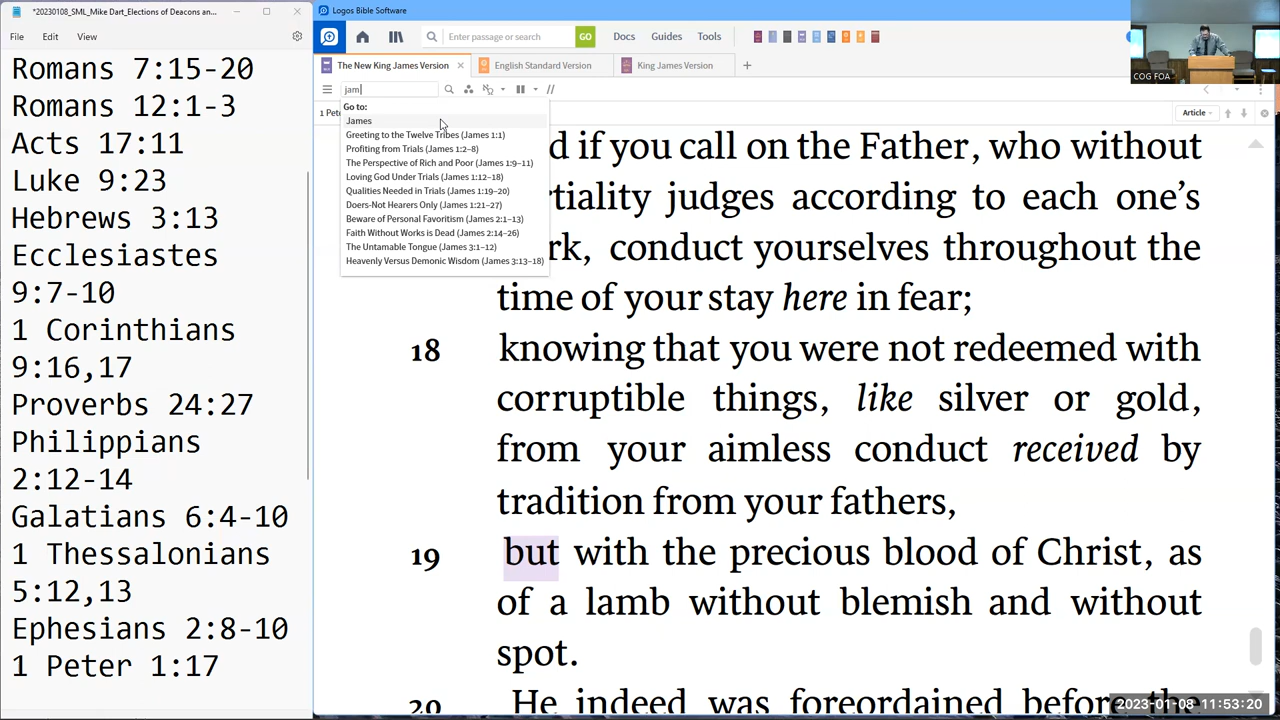 *20230108_SML_Mike Dart_Elections of Deacons an...
File Edit View
Romans 7:15-20
Romans 12:1-3
Acts 17:11
Luke 9:23
Hebrews 3:13
Ecclesiastes
9:7-10
1 Corinthians
9:16,17
Proverbs 24:27
Philippians
2:12-14
Galatians 6:4-10
1 Thessalonians
5:12,13
Ephesians 2:8-10
1 Peter 1:17
Logos Bible Software
Enter passage or search GO Docs Guides Tools
The New King James Version English Standard Version King James Version
jam
1 Pet
Article
Go to:
James
Greeting to the Twelve Tribes (James 1:1)
Profiting from Trials (James 1:2–8)
The Perspective of Rich and Poor (James 1:9–11)
Loving God Under Trials (James 1:12–18)
Qualities Needed in Trials (James 1:19–20)
Doers-Not Hearers Only (James 1:21–27)
Beware of Personal Favoritism (James 2:1–13)
Faith Without Works is Dead (James 2:14–26)
The Untamable Tongue (James 3:1–12)
Heavenly Versus Demonic Wisdom (James 3:13–18)
d if you call on the Father, who without
rtiality judges according to each one’s
rk, conduct yourselves throughout the
time of your stay here in fear;
18 knowing that you were not redeemed with
corruptible things, like silver or gold,
from your aimless conduct received by
tradition from your fathers,
19 but with the precious blood of Christ, as
of a lamb without blemish and without
spot.
20 He indeed was foreordained before the
COG FOA
2023-01-08 11:53:20